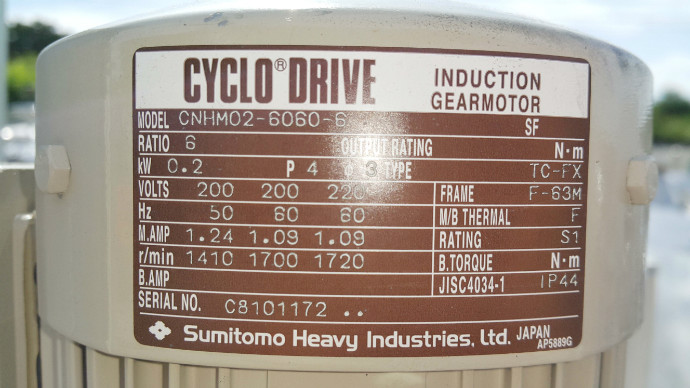 CYCLO® DRIVE INDUCTION GEARMOTOR
MODEL CNHM02-6060-6 SF
RATIO 6 OUTPUT RATING N·m
kW 0.2 P 4 φ 3 TYPE TC-FX
VOLTS 200 200 220 FRAME F-63M
Hz 50 60 60 M/B THERMAL F
M.AMP 1.24 1.09 1.09 RATING S1
r/min 1410 1700 1720 B.TORQUE N·m
B.AMP JISC4034-1 IP44
SERIAL NO. C8101172 ..
Sumitomo Heavy Industries, Ltd. JAPAN
AP5889G